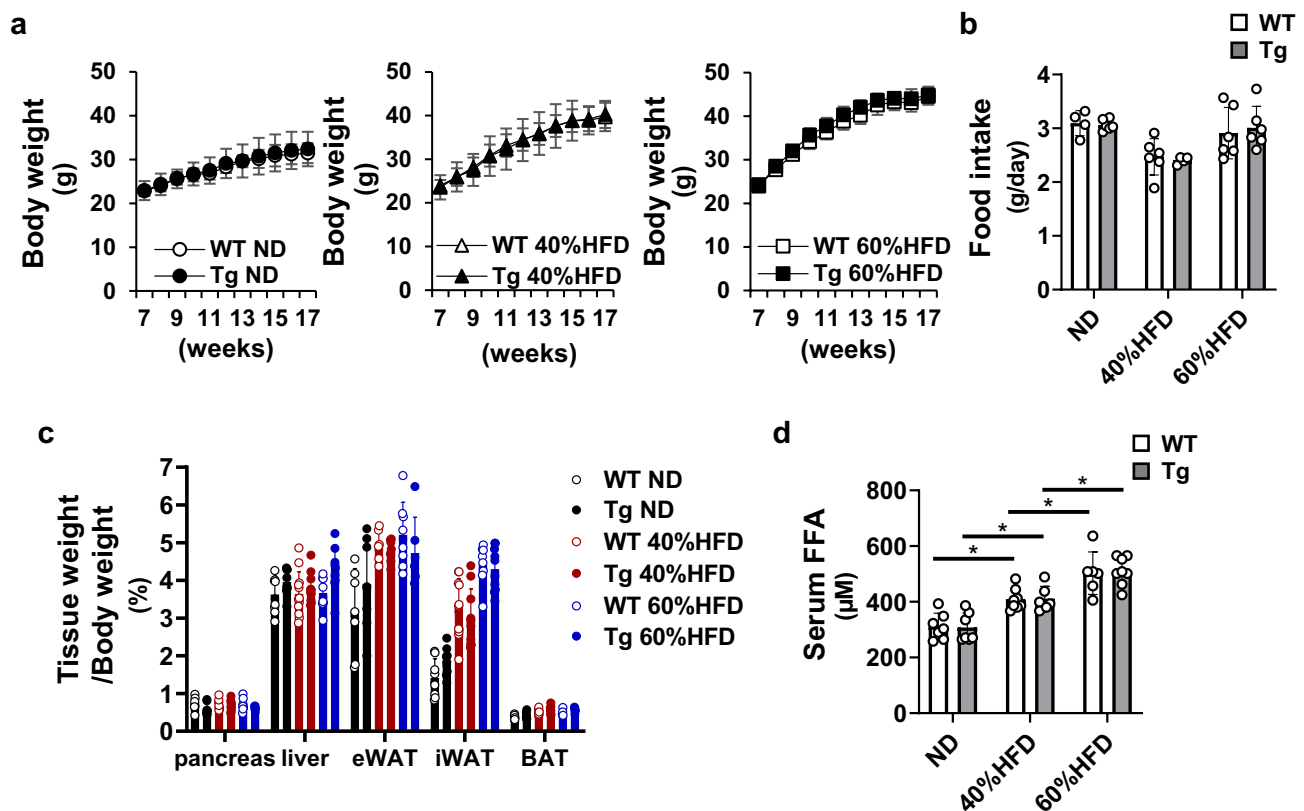 a
Body weight
(g)
50
40
30
20
10
0
WT ND
Tg ND
7 9 11 13 15 17
(weeks)
Body weight
(g)
50
40
30
20
10
0
WT 40%HFD
Tg 40%HFD
7 9 11 13 15 17
(weeks)
Body weight
(g)
50
40
30
20
10
0
WT 60%HFD
Tg 60%HFD
7 9 11 13 15 17
(weeks)
b
WT
Tg
Food intake
(g/day)
4
3
2
1
0
ND
40%HFD
60%HFD
c
Tissue weight
/Body weight
(%)
7
6
5
4
3
2
1
0
pancreas liver eWAT iWAT BAT
WT ND
Tg ND
WT 40%HFD
Tg 40%HFD
WT 60%HFD
Tg 60%HFD
d
WT
Tg
Serum FFA
(μM)
800
600
400
200
0
* * * *
ND
40%HFD
60%HFD